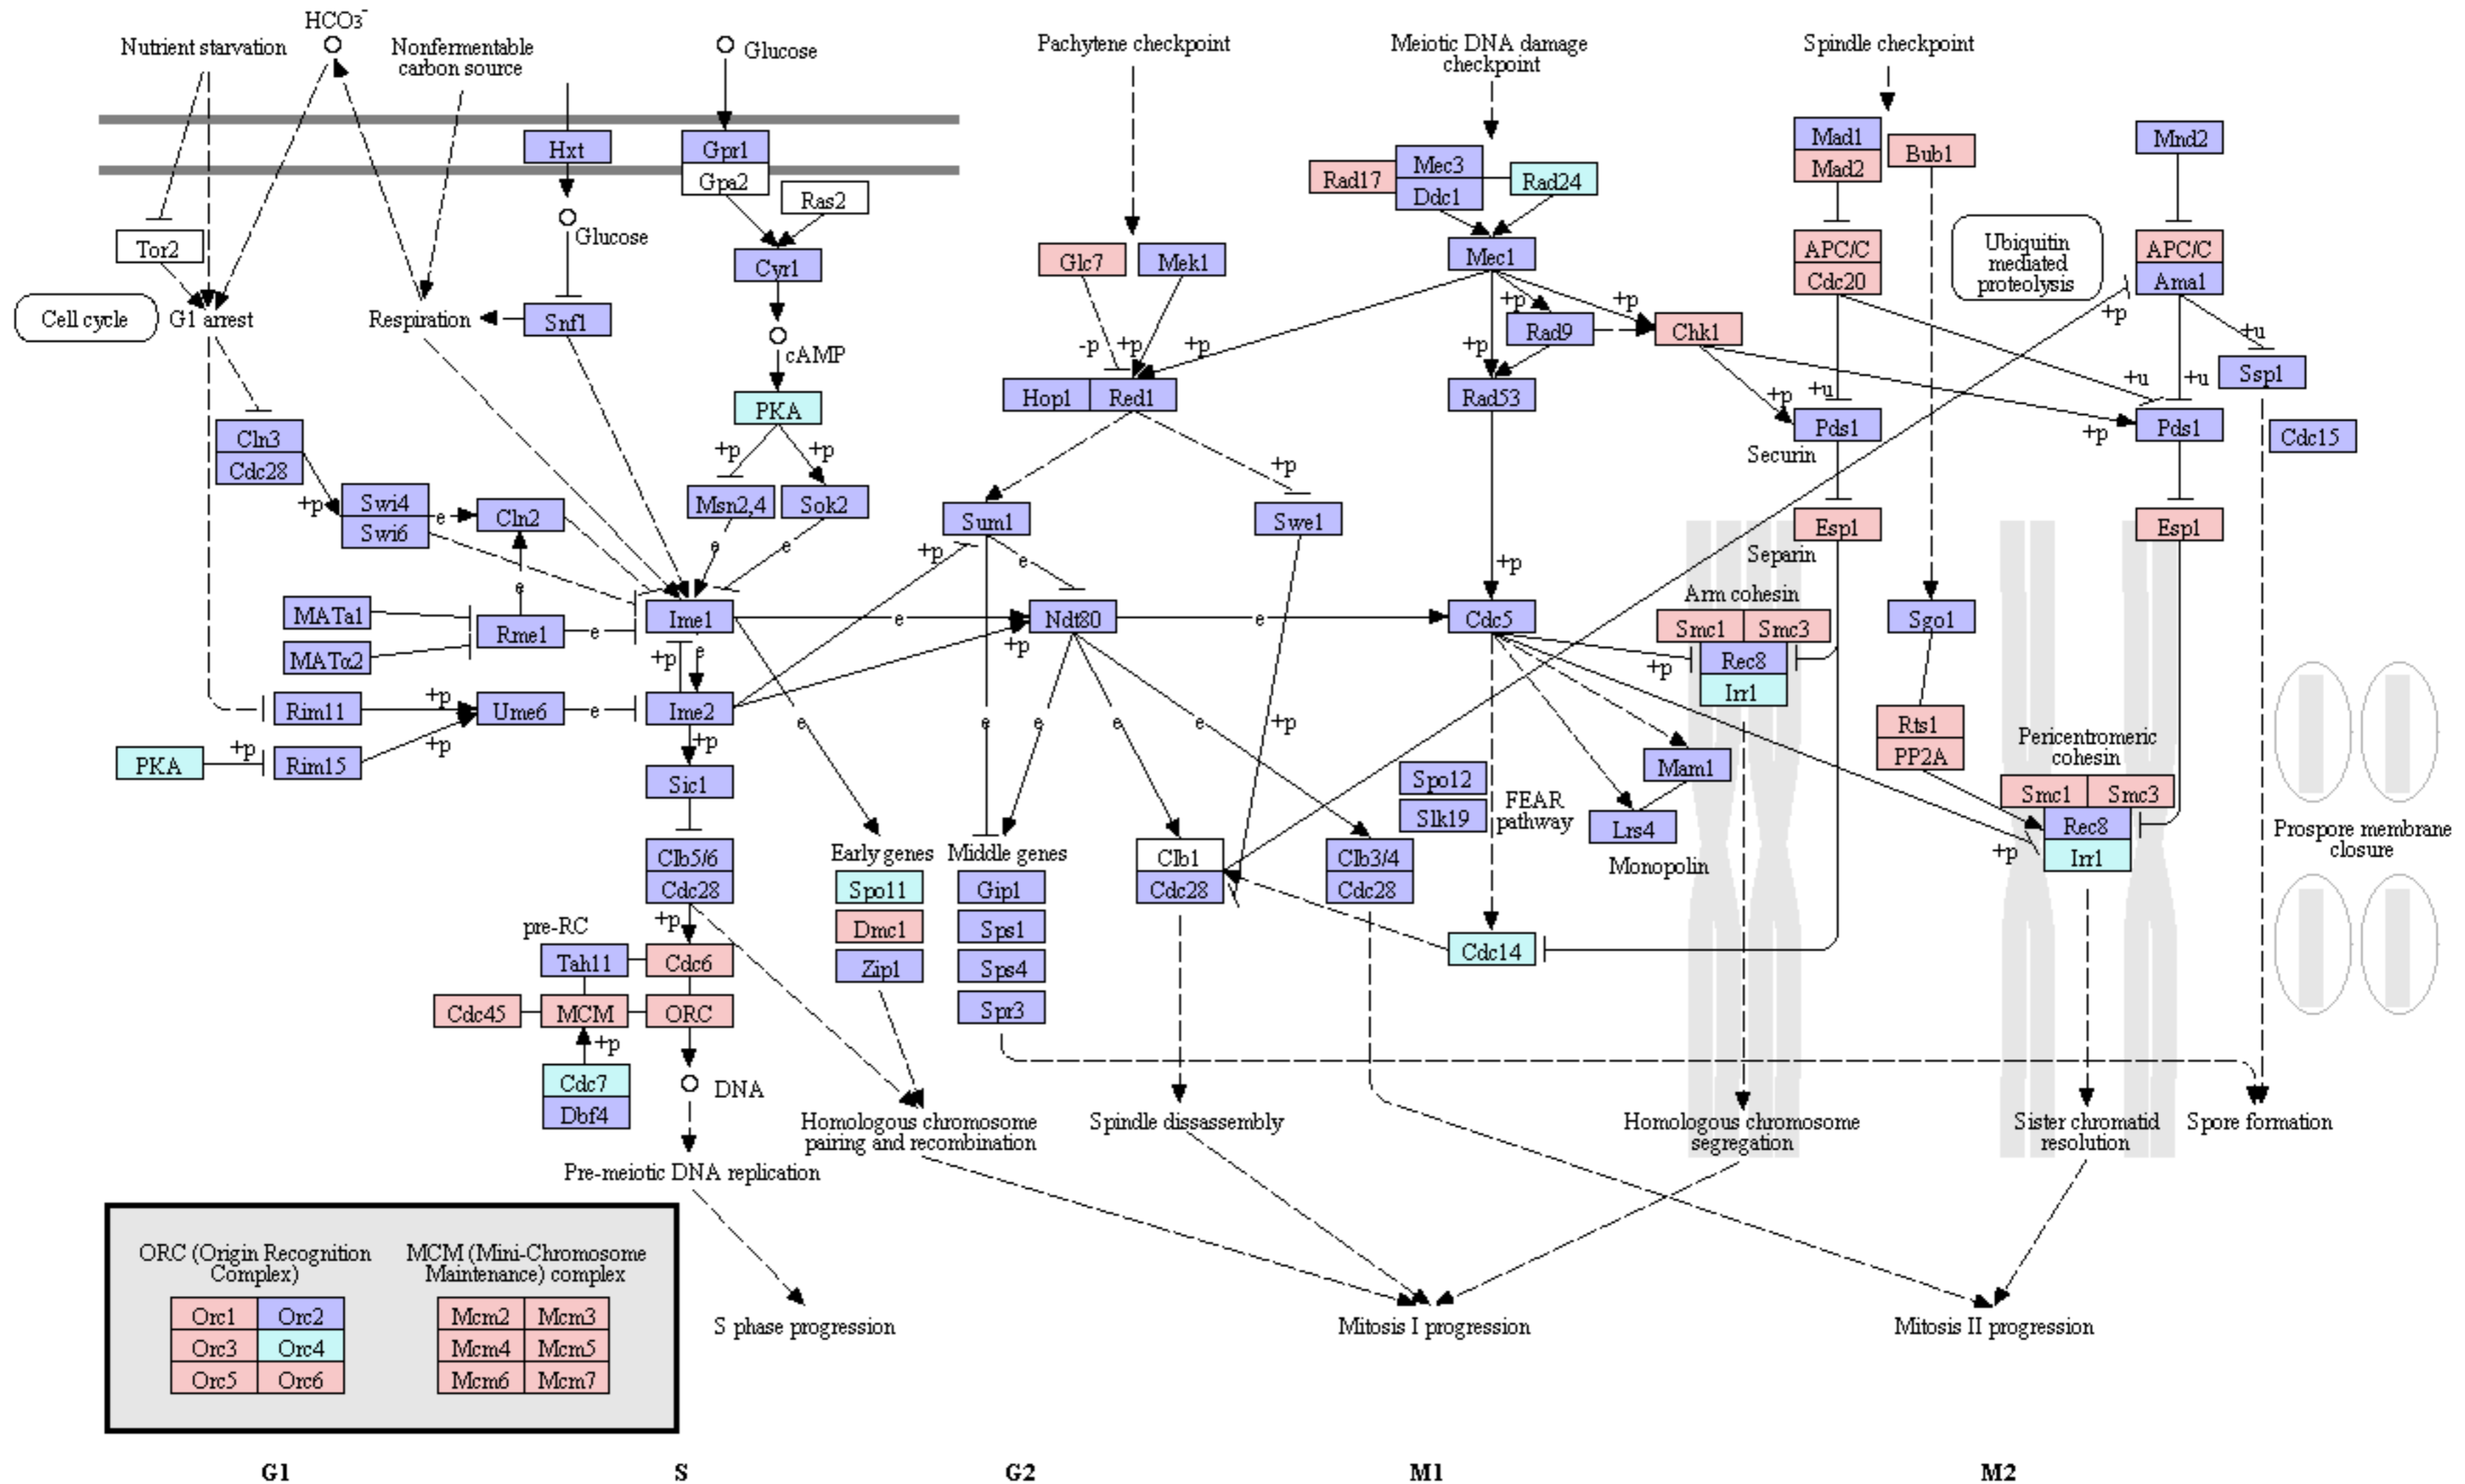 HCO3-
Nutrient starvation
Nonfermentable
carbon source
Glucose
Pachytene checkpoint
Meiotic DNA damage
checkpoint
Spindle checkpoint
Hxt
Gpr1
Gpa2
Ras2
Glucose
Tor2
Cyr1
Cell cycle
G1 arrest
Respiration
Snf1
cAMP
PKA
+p
+p
Msn2,4
Sok2
e
e
Cln3
Cdc28
+p
Swi4
Swi6
e
Cln2
e
MATa1
MATα2
Rme1
e
Ime1
+p
e
Rim11
+p
Ume6
e
Ime2
+p
PKA
+p
Rim15
+p
Sic1
Clb5/6
Cdc28
+p
pre-RC
Tah11
Cdc6
Cdc45
MCM
ORC
+p
Cdc7
Dbf4
DNA
Pre-meiotic DNA replication
S phase progression
Glc7
Mek1
-p
+p
+p
Hop1
Red1
+p
Sum1
Swe1
+p
e
e
Ndt80
+p
e
e
e
e
e
e
+p
Early genes
Spo11
Dmc1
Zip1
Middle genes
Gip1
Sps1
Sps4
Spr3
Clb1
Cdc28
Clb3/4
Cdc28
Homologous chromosome
pairing and recombination
Spindle disassembly
Rad17
Mec3
Ddc1
Rad24
Mec1
+p
+p
+p
Rad9
Chk1
Rad53
+p
Cdc5
+p
Spo12
Slk19
FEAR
pathway
Mam1
Lrs4
Monopolin
Cdc14
Mad1
Mad2
Bub1
Mnd2
APC/C
Cdc20
Ubiquitin
mediated
proteolysis
APC/C
Ama1
+p
+u
Ssp1
+u
+u
+u
+p
+p
Pds1
Securin
Pds1
Cdc15
Esp1
Separin
Esp1
Arm cohesin
Smc1
Smc3
Rec8
Irr1
Sgo1
Rts1
PP2A
Pericentromeric
cohesin
Smc1
Smc3
Rec8
Irr1
+p
Prospore membrane
closure
Homologous chromosome
segregation
Sister chromatid
resolution
Spore formation
Mitosis I progression
Mitosis II progression
ORC (Origin Recognition
Complex)
Orc1
Orc2
Orc3
Orc4
Orc5
Orc6
MCM (Mini-Chromosome
Maintenance) complex
Mcm2
Mcm3
Mcm4
Mcm5
Mcm6
Mcm7
G1
S
G2
M1
M2